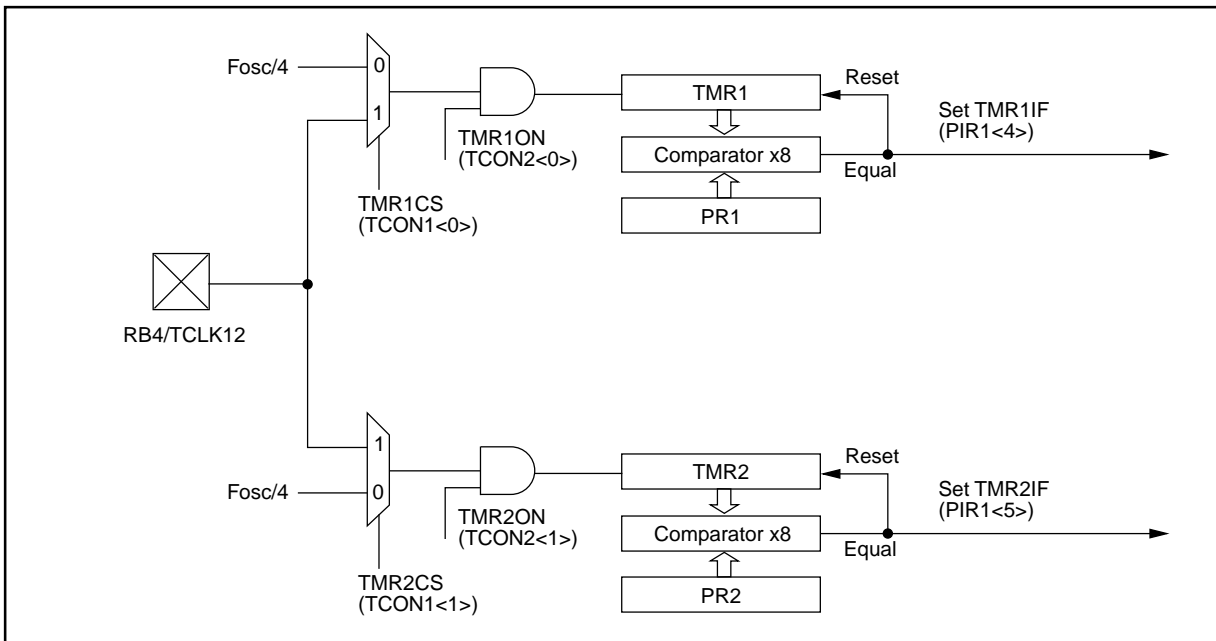 Fosc/4
0
1
TMR1ON
(TCON2<0>)
TMR1CS
(TCON1<0>)
TMR1
Comparator x8
PR1
Reset
Equal
Set TMR1IF
(PIR1<4>)
RB4/TCLK12
1
Fosc/4
0
TMR2ON
(TCON2<1>)
TMR2CS
(TCON1<1>)
TMR2
Comparator x8
PR2
Reset
Equal
Set TMR2IF
(PIR1<5>)